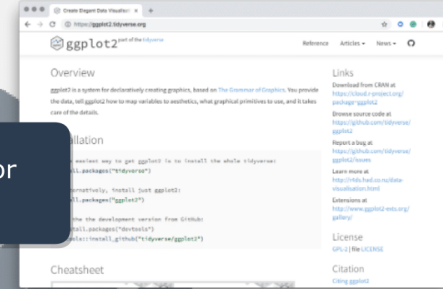 Create Elegant Data Visualisat
https://ggplot2.tidyverse.org
ggplot2 part of the tidyverse
Reference Articles News
Overview
ggplot2 is a system for declaratively creating graphics, based on The Grammar of Graphics. You provide
the data, tell ggplot2 how to map variables to aesthetics, what graphical primitives to use, and it takes
care of the details.
allation
easiest way to get ggplot2 is to install the whole tidyverse:
ll.packages("tidyverse")
ernatively, install just ggplot2:
ll.packages("ggplot2")
the development version from GitHub:
tall.packages("devtools")
ols::install_github("tidyverse/ggplot2")
Cheatsheet
or
Links
Download from CRAN at
https://cloud.r-project.org/
package=ggplot2
Browse source code at
https://github.com/tidyverse/
ggplot2
Report a bug at
https://github.com/tidyverse/
ggplot2/issues
Learn more at
http://r4ds.had.co.nz/data-
visualisation.html
Extensions at
http://www.ggplot2-exts.org/
gallery/
License
GPL-2 | file LICENSE
Citation
Citing ggplot2